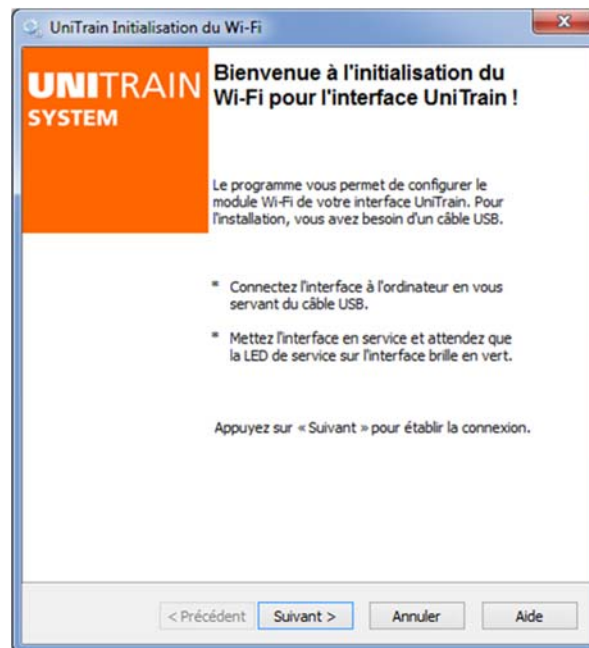 UniTrain Initialisation du Wi-Fi
UNITRAIN
SYSTEM
Bienvenue à l'initialisation du
Wi-Fi pour l'interface UniTrain !
Le programme vous permet de configurer le
module Wi-Fi de votre interface UniTrain. Pour
l'installation, vous avez besoin d'un câble USB.
* Connectez l'interface à l'ordinateur en vous
servant du câble USB.
* Mettez l'interface en service et attendez que
la LED de service sur l'interface brille en vert.
Appuyez sur « Suivant » pour établir la connexion.
< Précédent Suivant > Annuler Aide